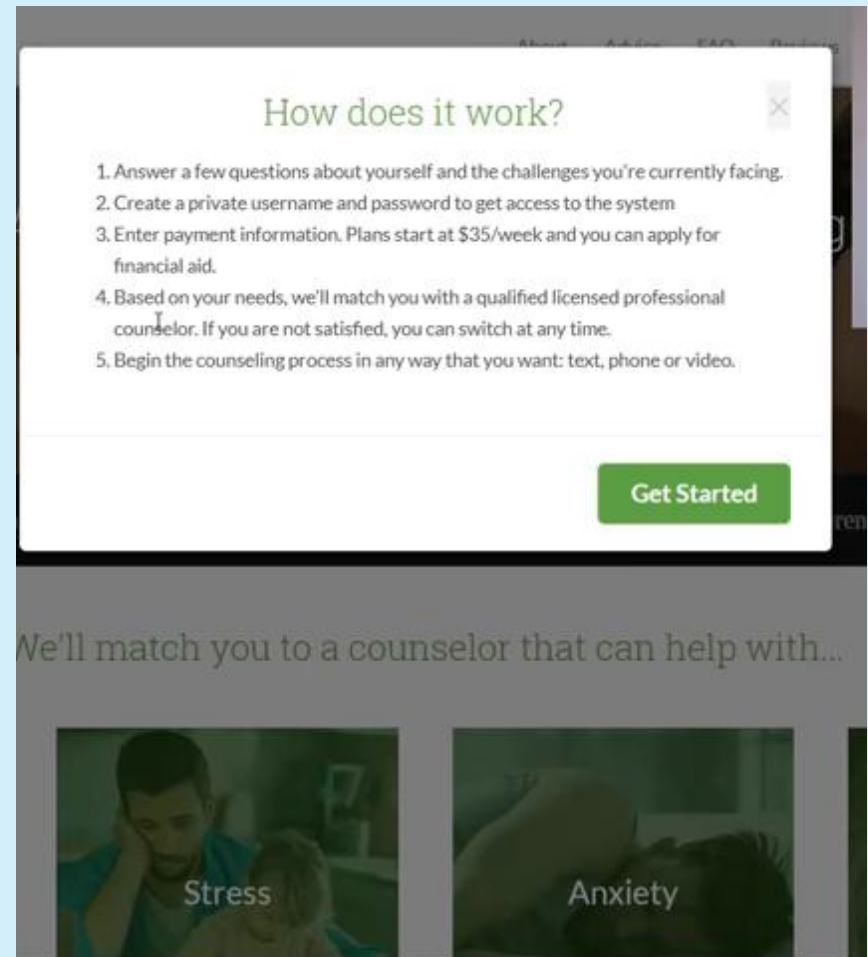 About Advice FAQ Reviews
How does it work?
1. Answer a few questions about yourself and the challenges you're currently facing.
2. Create a private username and password to get access to the system
3. Enter payment information. Plans start at $35/week and you can apply for
financial aid.
4. Based on your needs, we'll match you with a qualified licensed professional
counselor. If you are not satisfied, you can switch at any time.
5. Begin the counseling process in any way that you want: text, phone or video.
Get Started
We'll match you to a counselor that can help with...
Stress
Anxiety